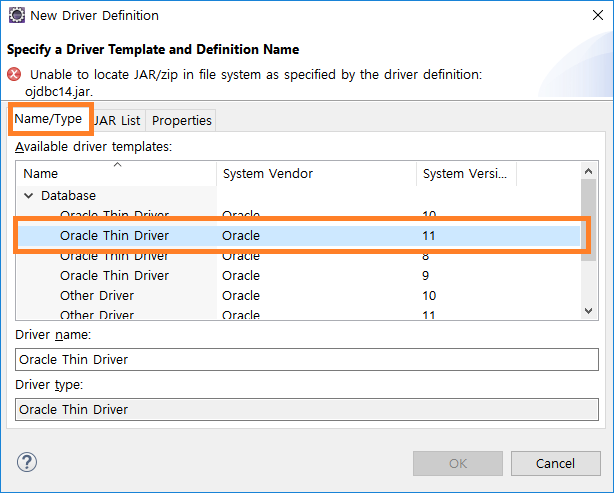 New Driver Definition
Specify a Driver Template and Definition Name
Unable to locate JAR/zip in file system as specified by the driver definition:
ojdbc14.jar.
Name/Type JAR List Properties
Available driver templates:
Name System Vendor System Versi...
Database
Oracle Thin Driver Oracle 10
Oracle Thin Driver Oracle 11
Oracle Thin Driver Oracle 8
Oracle Thin Driver Oracle 9
Other Driver Oracle 10
Other Driver Oracle 11
Driver name:
Oracle Thin Driver
Driver type:
Oracle Thin Driver
? OK Cancel